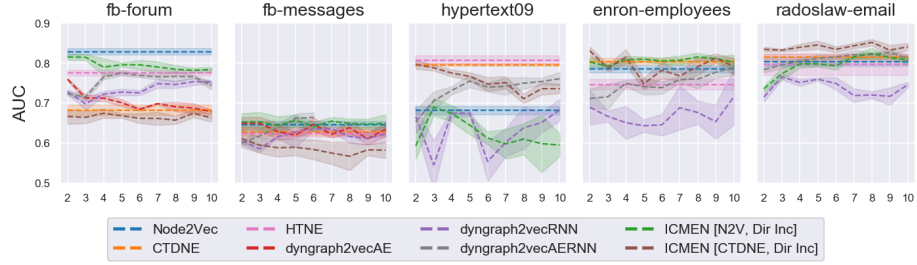 fb-forum fb-messages hypertext09 enron-employees radoslaw-email
0.9
0.8
0.7
0.6
0.5
AUC
2 3 4 5 6 7 8 9 10 2 3 4 5 6 7 8 9 10 2 3 4 5 6 7 8 9 10 2 3 4 5 6 7 8 9 10 2 3 4 5 6 7 8 9 10
Node2Vec HTNE dyngraph2vecRNN ICMEN [N2V, Dir Inc]
CTDNE dyngraph2vecAE dyngraph2vecAERNN ICMEN [CTDNE, Dir Inc]